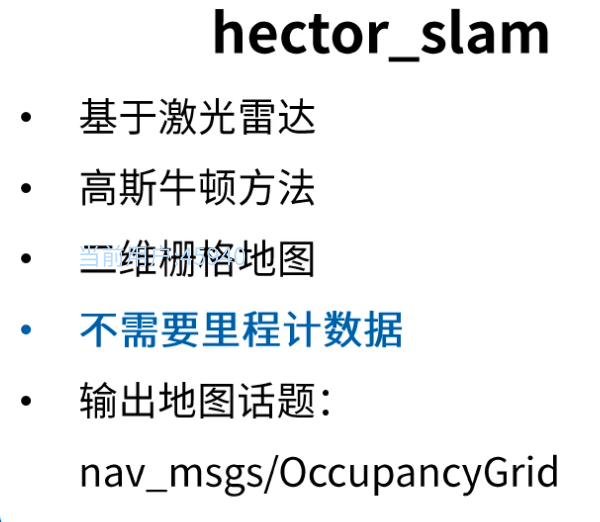 hector_slam
• 基于激光雷达
• 高斯牛顿方法
• 二维栅格地图
• 不需要里程计数据
• 输出地图话题：
nav_msgs/OccupancyGrid